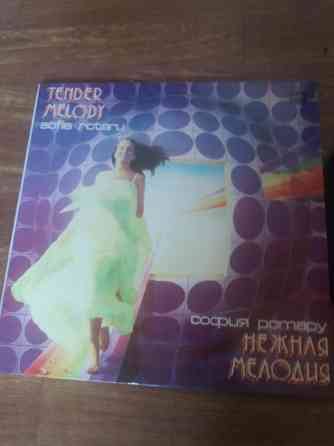 TENDER
MELODY
sofia rotaru
софия ротару
НЕЖНАЯ
МЕЛОДИЯ